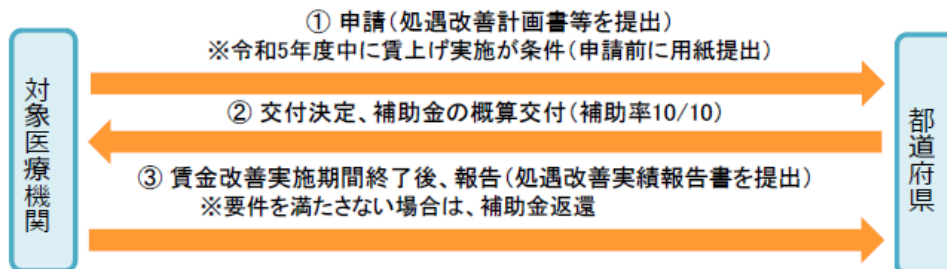 ① 申請(処遇改善計画書等を提出)
※令和5年度中に賃上げ実施が条件(申請前に用紙提出)
対象医療機関
② 交付決定、補助金の概算交付(補助率10/10)
都道府県
③ 賃金改善実施期間終了後、報告(処遇改善実績報告書を提出)
※要件を満たさない場合は、補助金返還